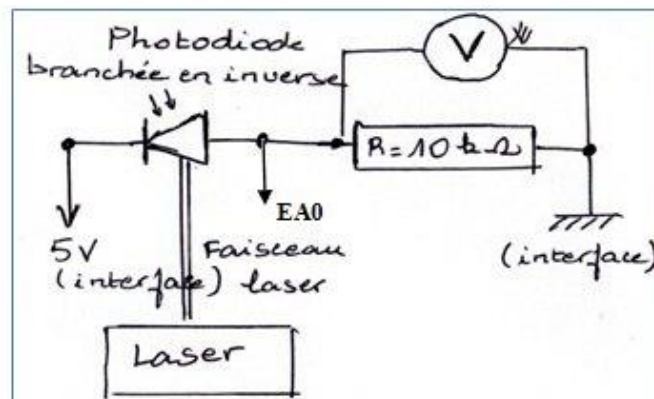 Photodiode
branchée en inverse
V
R=10 kΩ
EA0
5V
(interface)
Faisceau
laser
(interface)
Laser